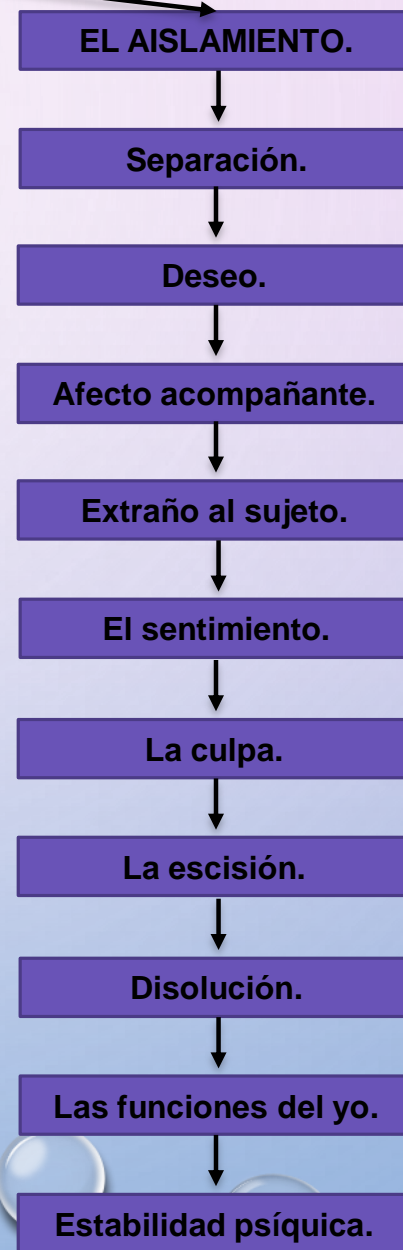 EL AISLAMIENTO.
Separación.
Deseo.
Afecto acompañante.
Extraño al sujeto.
El sentimiento.
La culpa.
La escisión.
Disolución.
Las funciones del yo.
Estabilidad psíquica.